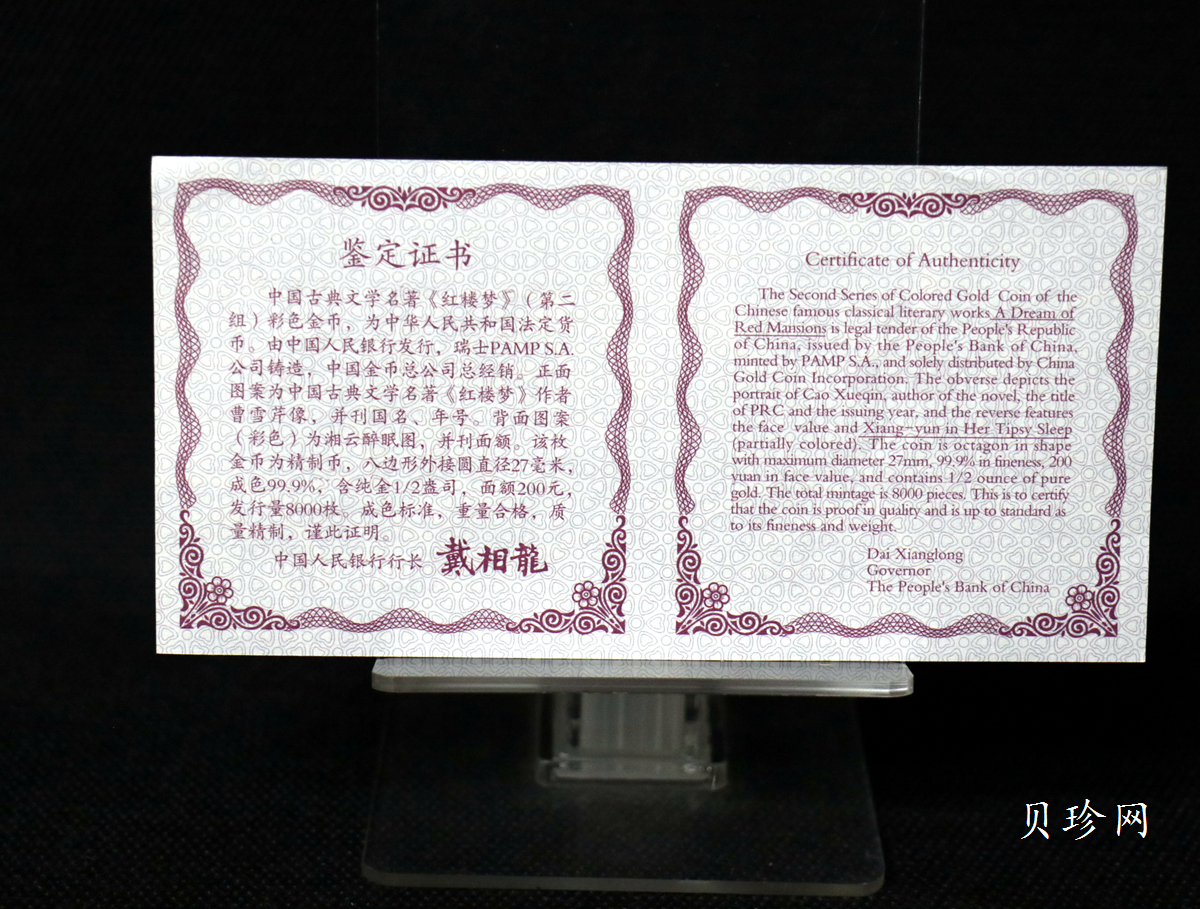 鉴定证书
中国古典文学名著《红楼梦》（第二
组）彩色金币，为中华人民共和国法定货
币。由中国人民银行发行，瑞士PAMP S.A.
公司铸造，中国金币总公司总经销。正面
图案为中国古典文学名著《红楼梦》作者
曹雪芹像，并刊国名、年号。背面图案
（彩色）为湘云醉眠图，并刊面额。该枚
金币为精制币，八边形外接圆直径27毫米，
成色99.9%，含纯金1/2盎司，面额200元，
发行量8000枚。成色标准，重量合格，质
量精制，谨此证明。
中国人民银行行长 戴相龍
Certificate of Authenticity
The Second Series of Colored Gold Coin of the
Chinese famous classical literary works A Dream of
Red Mansions is legal tender of the People's Republic
of China, issued by the People's Bank of China,
minted by PAMP S.A., and solely distributed by China
Gold Coin Incorporation. The obverse depicts the
portrait of Cao Xueqin, author of the novel, the title
of PRC and the issuing year, and the reverse features
the face value and Xiang-yun in Her Tipsy Sleep
(partially colored). The coin is octagon in shape
with maximum diameter 27mm, 99.9% in fineness, 200
yuan in face value, and contains 1/2 ounce of pure
gold. The total mintage is 8000 pieces. This is to certify
that the coin is proof in quality and is up to standard as
to its fineness and weight.
Dai Xianglong
Governor
The People's Bank of China
贝珍网